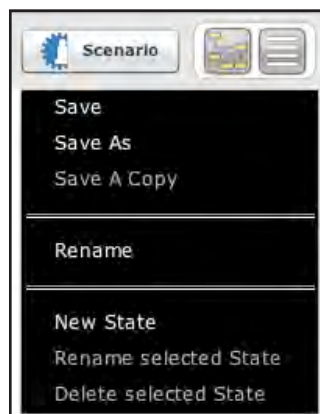 Scenario
Save
Save As
Save A Copy
Rename
New State
Rename selected State
Delete selected State